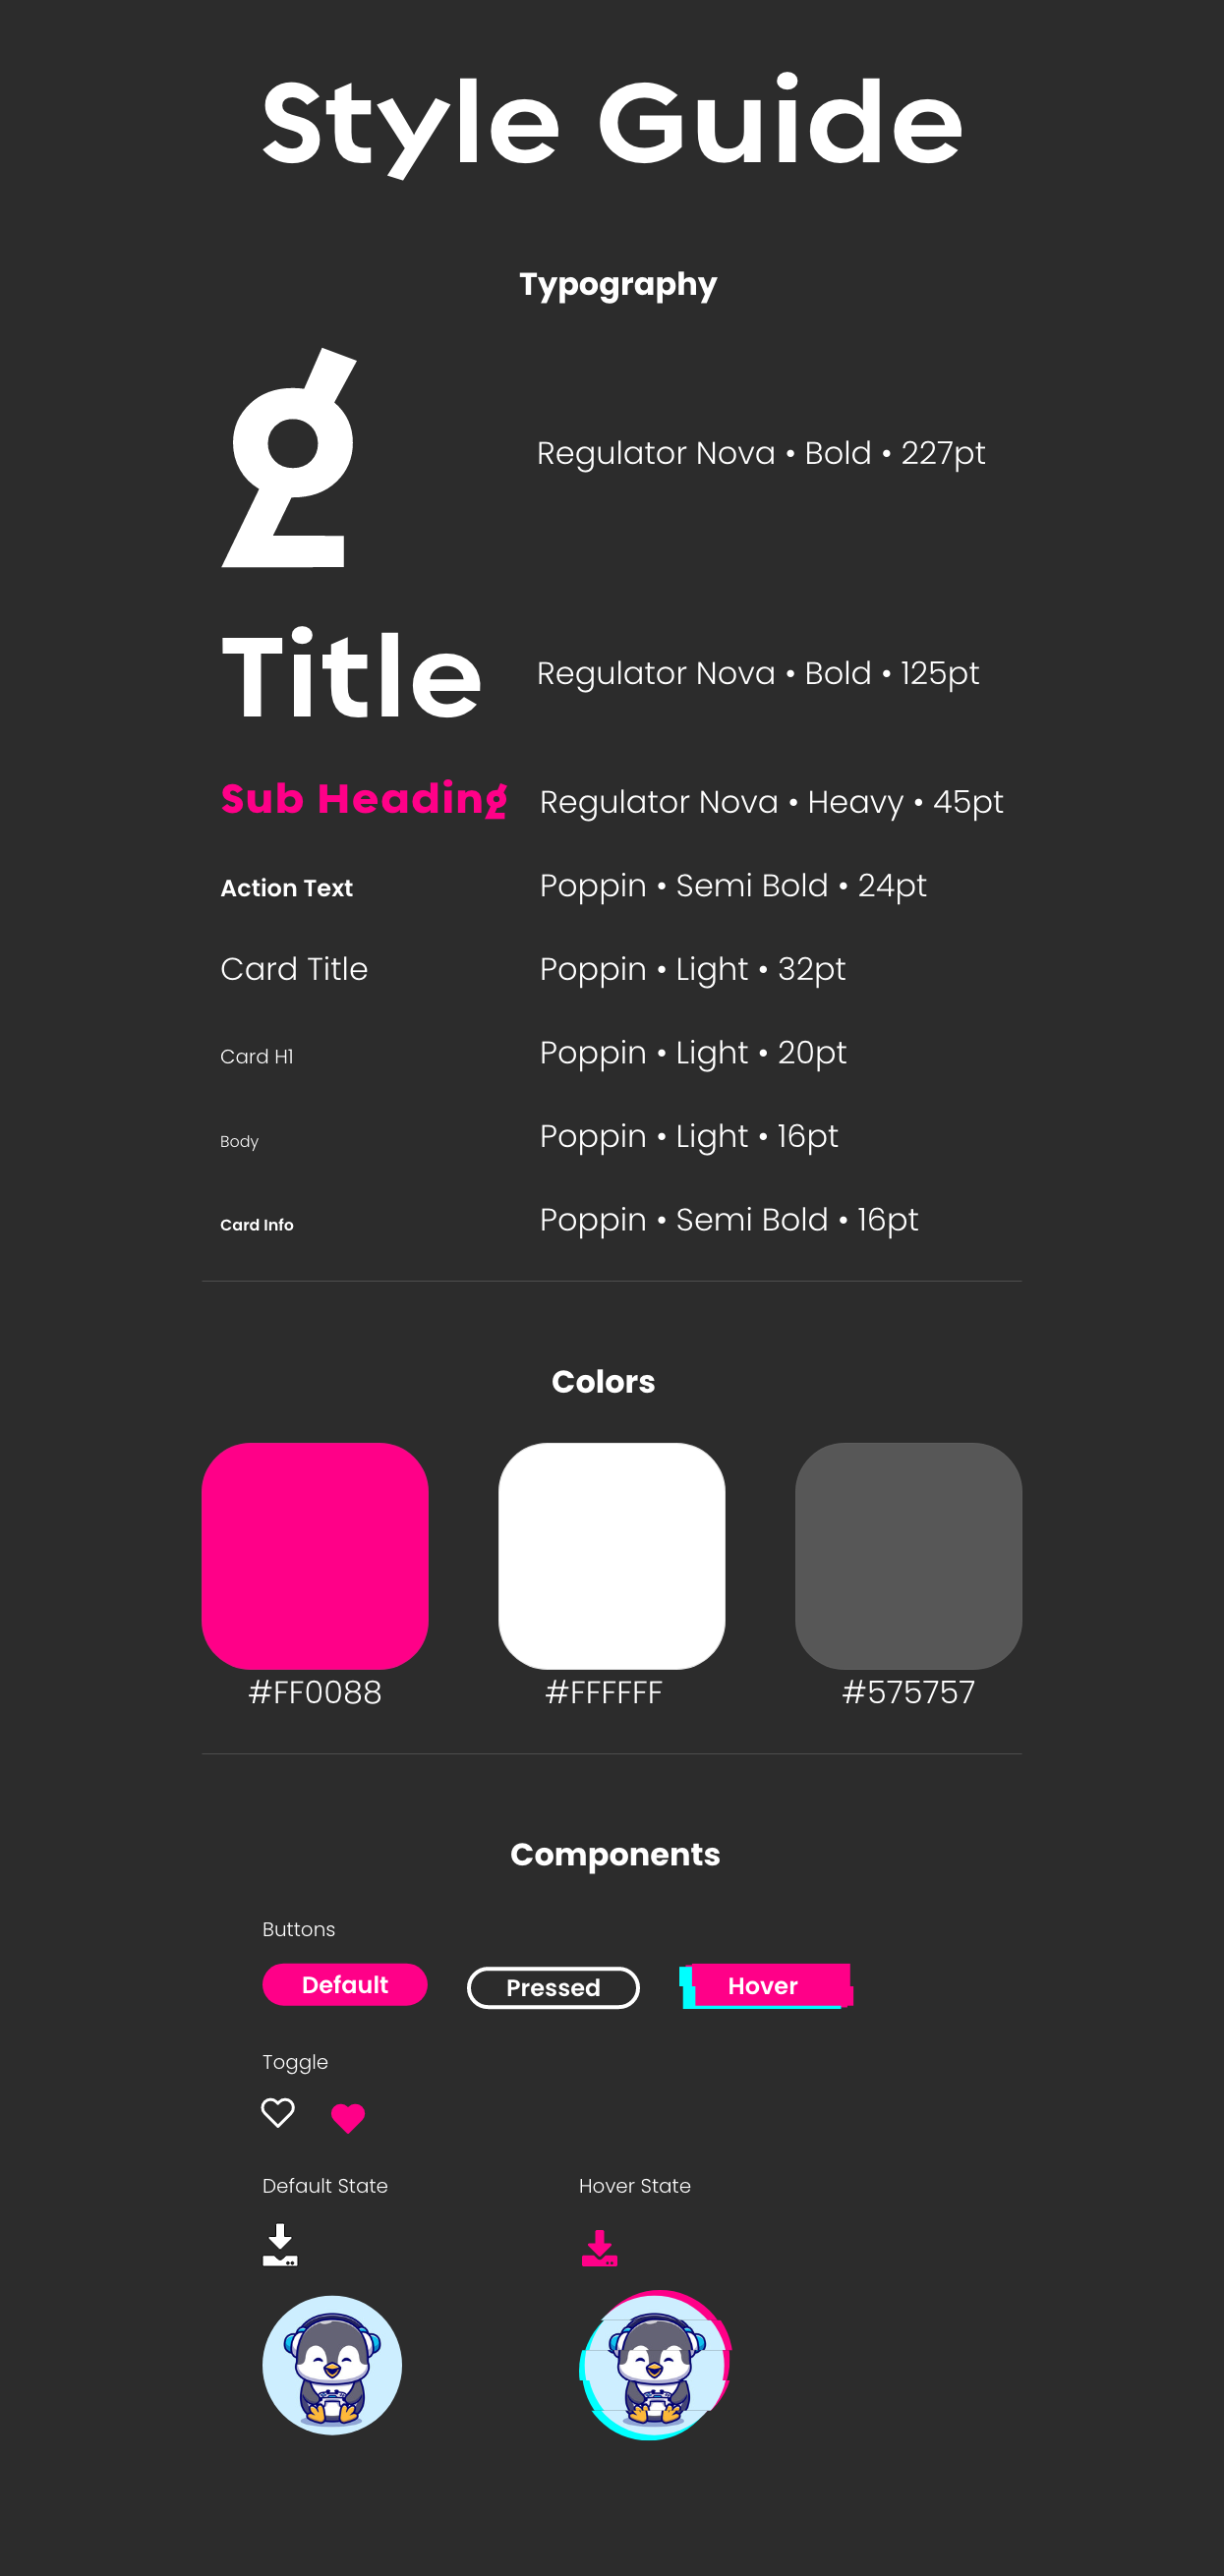 Style Guide
Typography
g
Regulator Nova • Bold • 227pt
Title
Regulator Nova • Bold • 125pt
Sub Heading
Regulator Nova • Heavy • 45pt
Action Text
Poppin • Semi Bold • 24pt
Card Title
Poppin • Light • 32pt
Card H1
Poppin • Light • 20pt
Body
Poppin • Light • 16pt
Card Info
Poppin • Semi Bold • 16pt
Colors
#FF0088
#FFFFFF
#575757
Components
Buttons
Default
Pressed
Hover
Toggle
Default State
Hover State